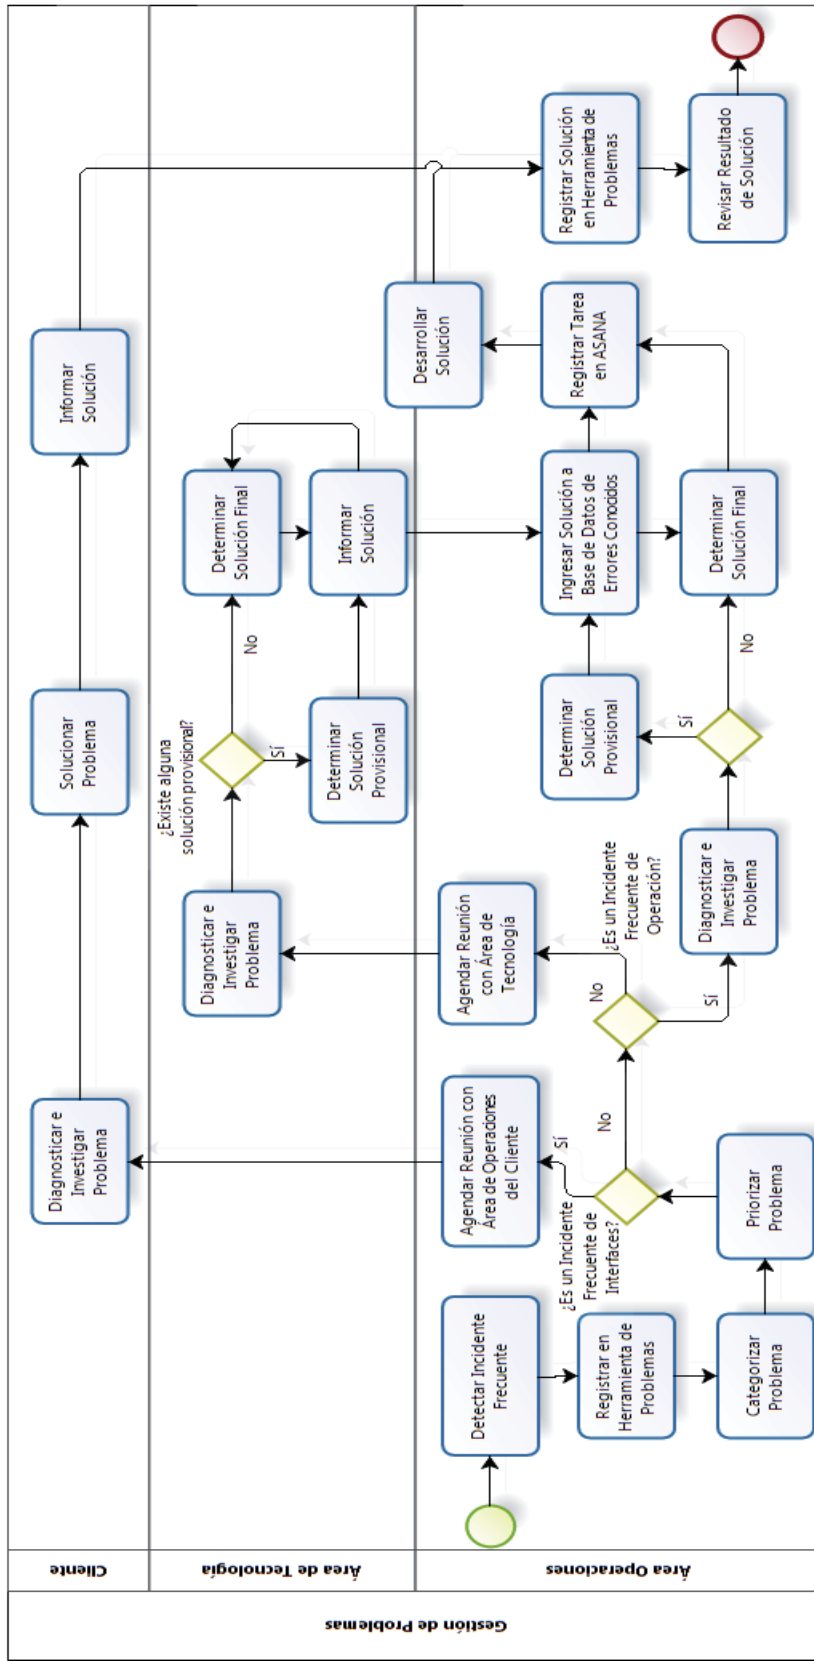 Gestión de Problemas
Cliente
Diagnosticar e
Investigar
Problema
Solucionar
Problema
Informar
Solución
Área de Tecnología
Diagnosticar e
Investigar
Problema
¿Existe alguna
solución provisional?
No
Sí
Determinar
Solución Final
Determinar
Solución
Provisional
Informar
Solución
Área Operaciones
Detectar Incidente
Frecuente
Registrar en
Herramienta de
Problemas
Categorizar
Problema
Priorizar
Problema
¿Es un Incidente
Frecuente de
Interfaces?
Sí
No
Agendar Reunión con
Área de Operaciones
del Cliente
¿Es un Incidente
Frecuente de
Operación?
No
Sí
Agendar Reunión
con Área de
Tecnología
Diagnosticar e
Investigar
Problema
Sí
No
Determinar
Solución
Provisional
Ingresar Solución a
Base de Datos de
Errores Conocidos
Determinar
Solución Final
Registrar Tarea
en ASANA
Desarrollar
Solución
Registrar Solución
en Herramienta de
Problemas
Revisar Resultado
de Solución